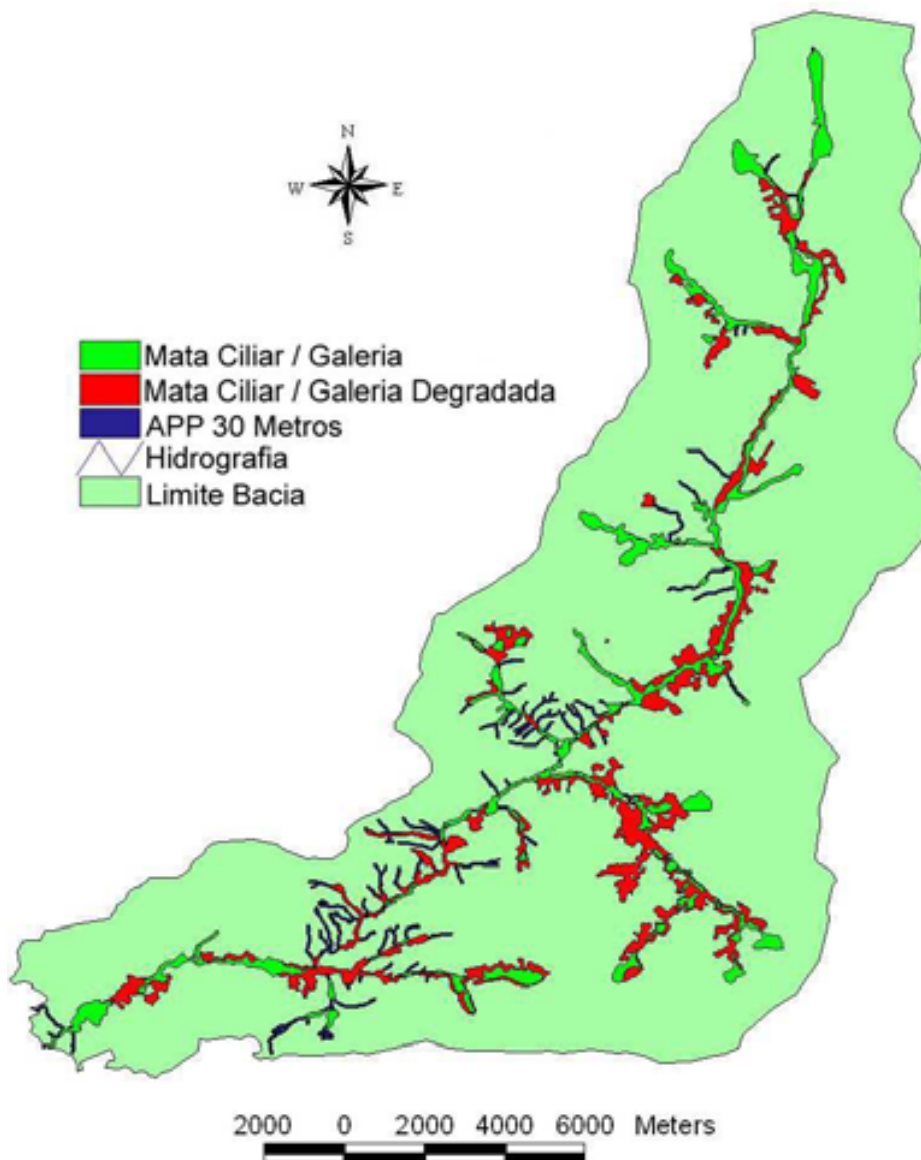 N
W E
S
Mata Ciliar / Galeria
Mata Ciliar / Galeria Degradada
APP 30 Metros
Hidrografia
Limite Bacia
2000 0 2000 4000 6000 Meters